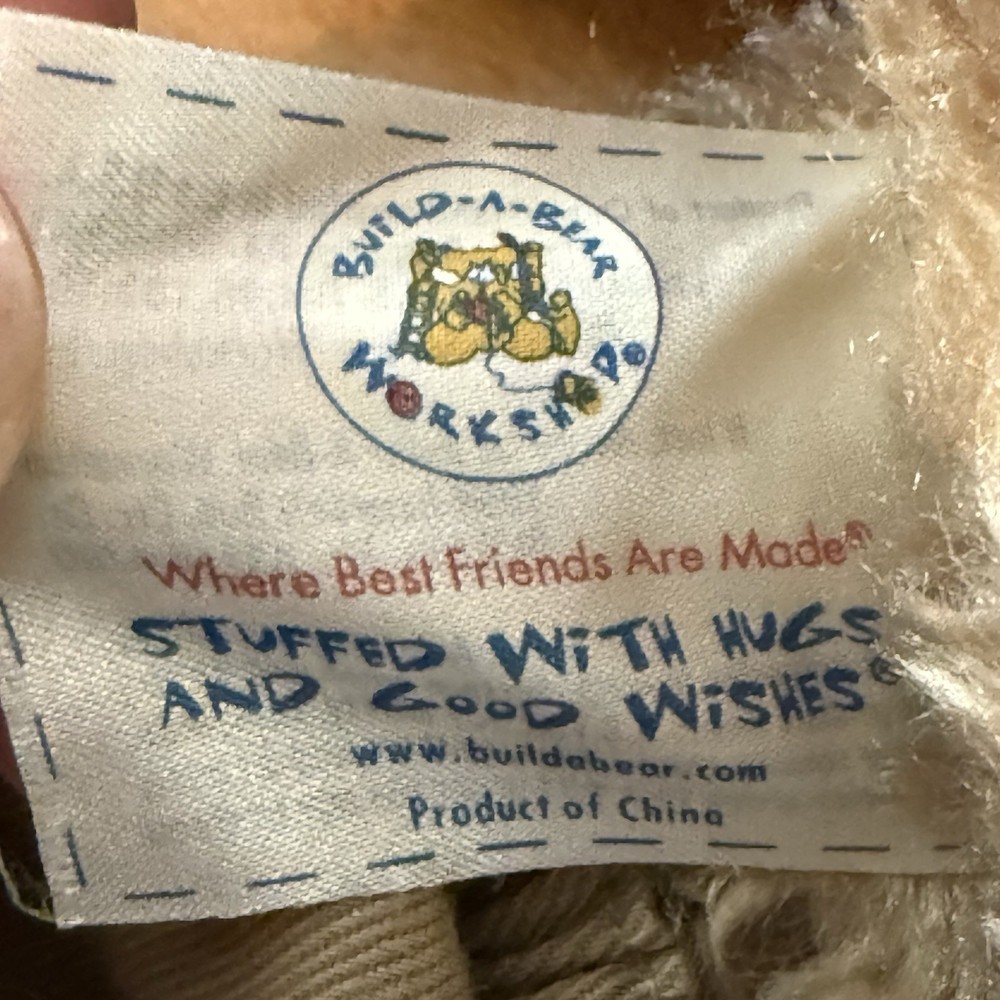 BUiLD-A-BEAR
WORKSHOP®
Where Best Friends Are Made®
STUFFED WiTH HUGS
AND GOOD WiSHES®
www.buildabear.com
Product of China